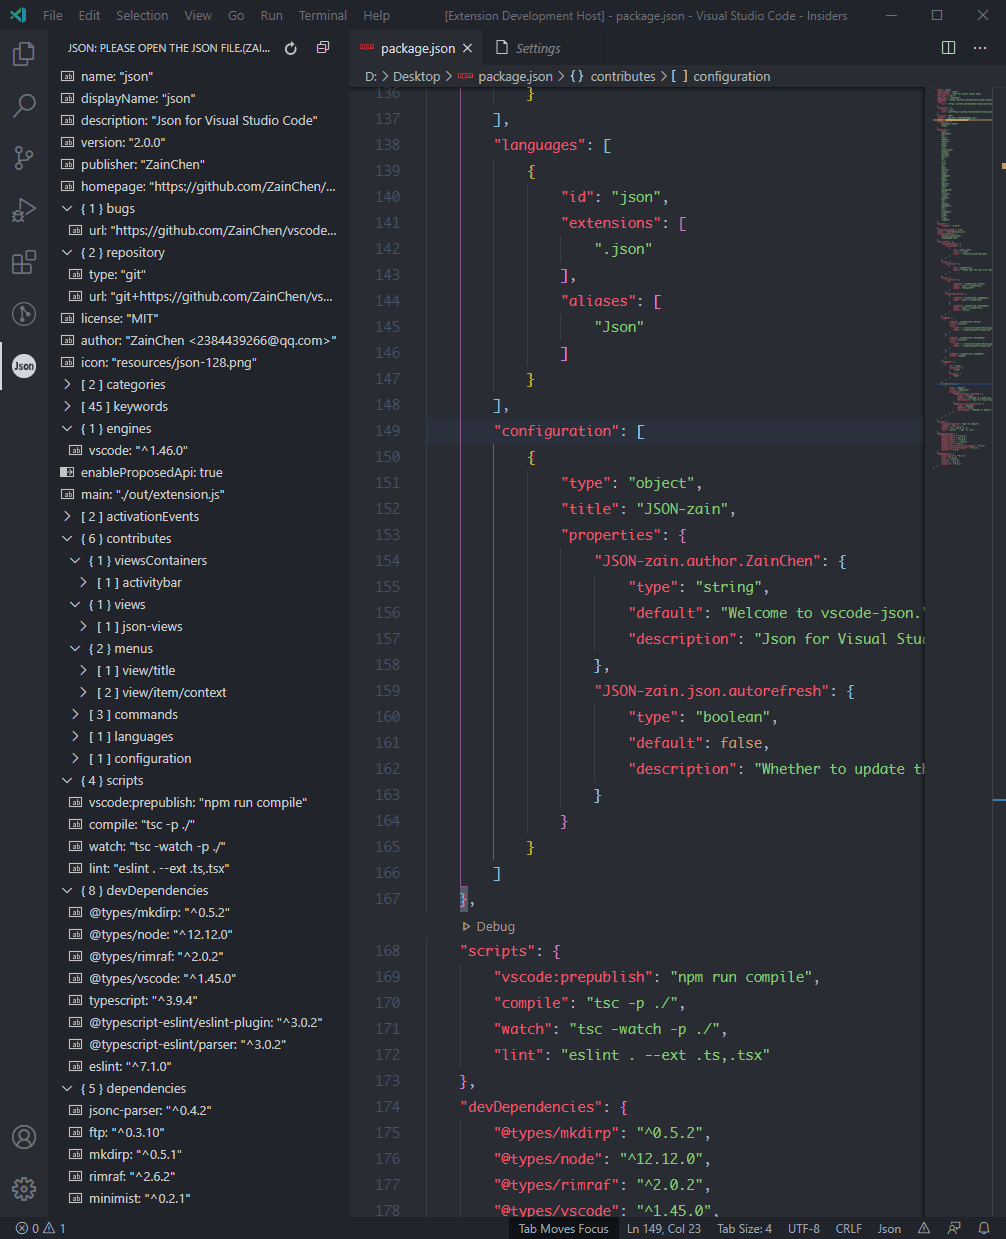 File Edit Selection View Go Run Terminal Help [Extension Development Host] - package.json - Visual Studio Code - Insiders
JSON: PLEASE OPEN THE JSON FILE.(ZAI...
name: "json"
displayName: "json"
description: "Json for Visual Studio Code"
version: "2.0.0"
publisher: "ZainChen"
homepage: "https://github.com/ZainChen/...
{ 1 } bugs
url: "https://github.com/ZainChen/vscode...
{ 2 } repository
type: "git"
url: "git+https://github.com/ZainChen/vs...
license: "MIT"
author: "ZainChen <2384439266@qq.com>"
icon: "resources/json-128.png"
Json
[ 2 ] categories
[ 45 ] keywords
{ 1 } engines
vscode: "^1.46.0"
enableProposedApi: true
main: "./out/extension.js"
[ 2 ] activationEvents
{ 6 } contributes
{ 1 } viewsContainers
[ 1 ] activitybar
{ 1 } views
[ 1 ] json-views
{ 2 } menus
[ 1 ] view/title
[ 2 ] view/item/context
[ 3 ] commands
[ 1 ] languages
[ 1 ] configuration
{ 4 } scripts
vscode:prepublish: "npm run compile"
compile: "tsc -p ./"
watch: "tsc -watch -p ./"
lint: "eslint . --ext .ts,.tsx"
{ 8 } devDependencies
@types/mkdirp: "^0.5.2"
@types/node: "^12.12.0"
@types/rimraf: "^2.0.2"
@types/vscode: "^1.45.0"
typescript: "^3.9.4"
@typescript-eslint/eslint-plugin: "^3.0.2"
@typescript-eslint/parser: "^3.0.2"
eslint: "^7.1.0"
{ 5 } dependencies
jsonc-parser: "^0.4.2"
ftp: "^0.3.10"
mkdirp: "^0.5.1"
rimraf: "^2.6.2"
minimist: "^0.2.1"
package.json Settings
D: > Desktop > package.json > {} contributes > [ ] configuration
136 }
137 ],
138 "languages": [
139 {
140 "id": "json",
141 "extensions": [
142 ".json"
143 ],
144 "aliases": [
145 "Json"
146 ]
147 }
148 ],
149 "configuration": [
150 {
151 "type": "object",
152 "title": "JSON-zain",
153 "properties": {
154 "JSON-zain.author.ZainChen": {
155 "type": "string",
156 "default": "Welcome to vscode-json.
157 "description": "Json for Visual Stu
158 },
159 "JSON-zain.json.autorefresh": {
160 "type": "boolean",
161 "default": false,
162 "description": "Whether to update t
163 }
164 }
165 }
166 ]
167 },
Debug
168 "scripts": {
169 "vscode:prepublish": "npm run compile",
170 "compile": "tsc -p ./",
171 "watch": "tsc -watch -p ./",
172 "lint": "eslint . --ext .ts,.tsx"
173 },
174 "devDependencies": {
175 "@types/mkdirp": "^0.5.2",
176 "@types/node": "^12.12.0",
177 "@types/rimraf": "^2.0.2",
178 "@types/vscode": "^1.45.0",
0 1 Tab Moves Focus Ln 149, Col 23 Tab Size: 4 UTF-8 CRLF Json